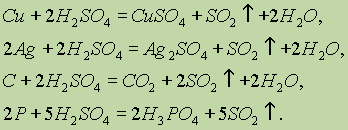 Cu + 2H₂SO₄ = CuSO₄ + SO₂ ↑ +2H₂O,
2Ag + 2H₂SO₄ = Ag₂SO₄ + SO₂ ↑ +2H₂O,
C + 2H₂SO₄ = CO₂ + 2SO₂ ↑ +2H₂O,
2P + 5H₂SO₄ = 2H₃PO₄ + 5SO₂ ↑.